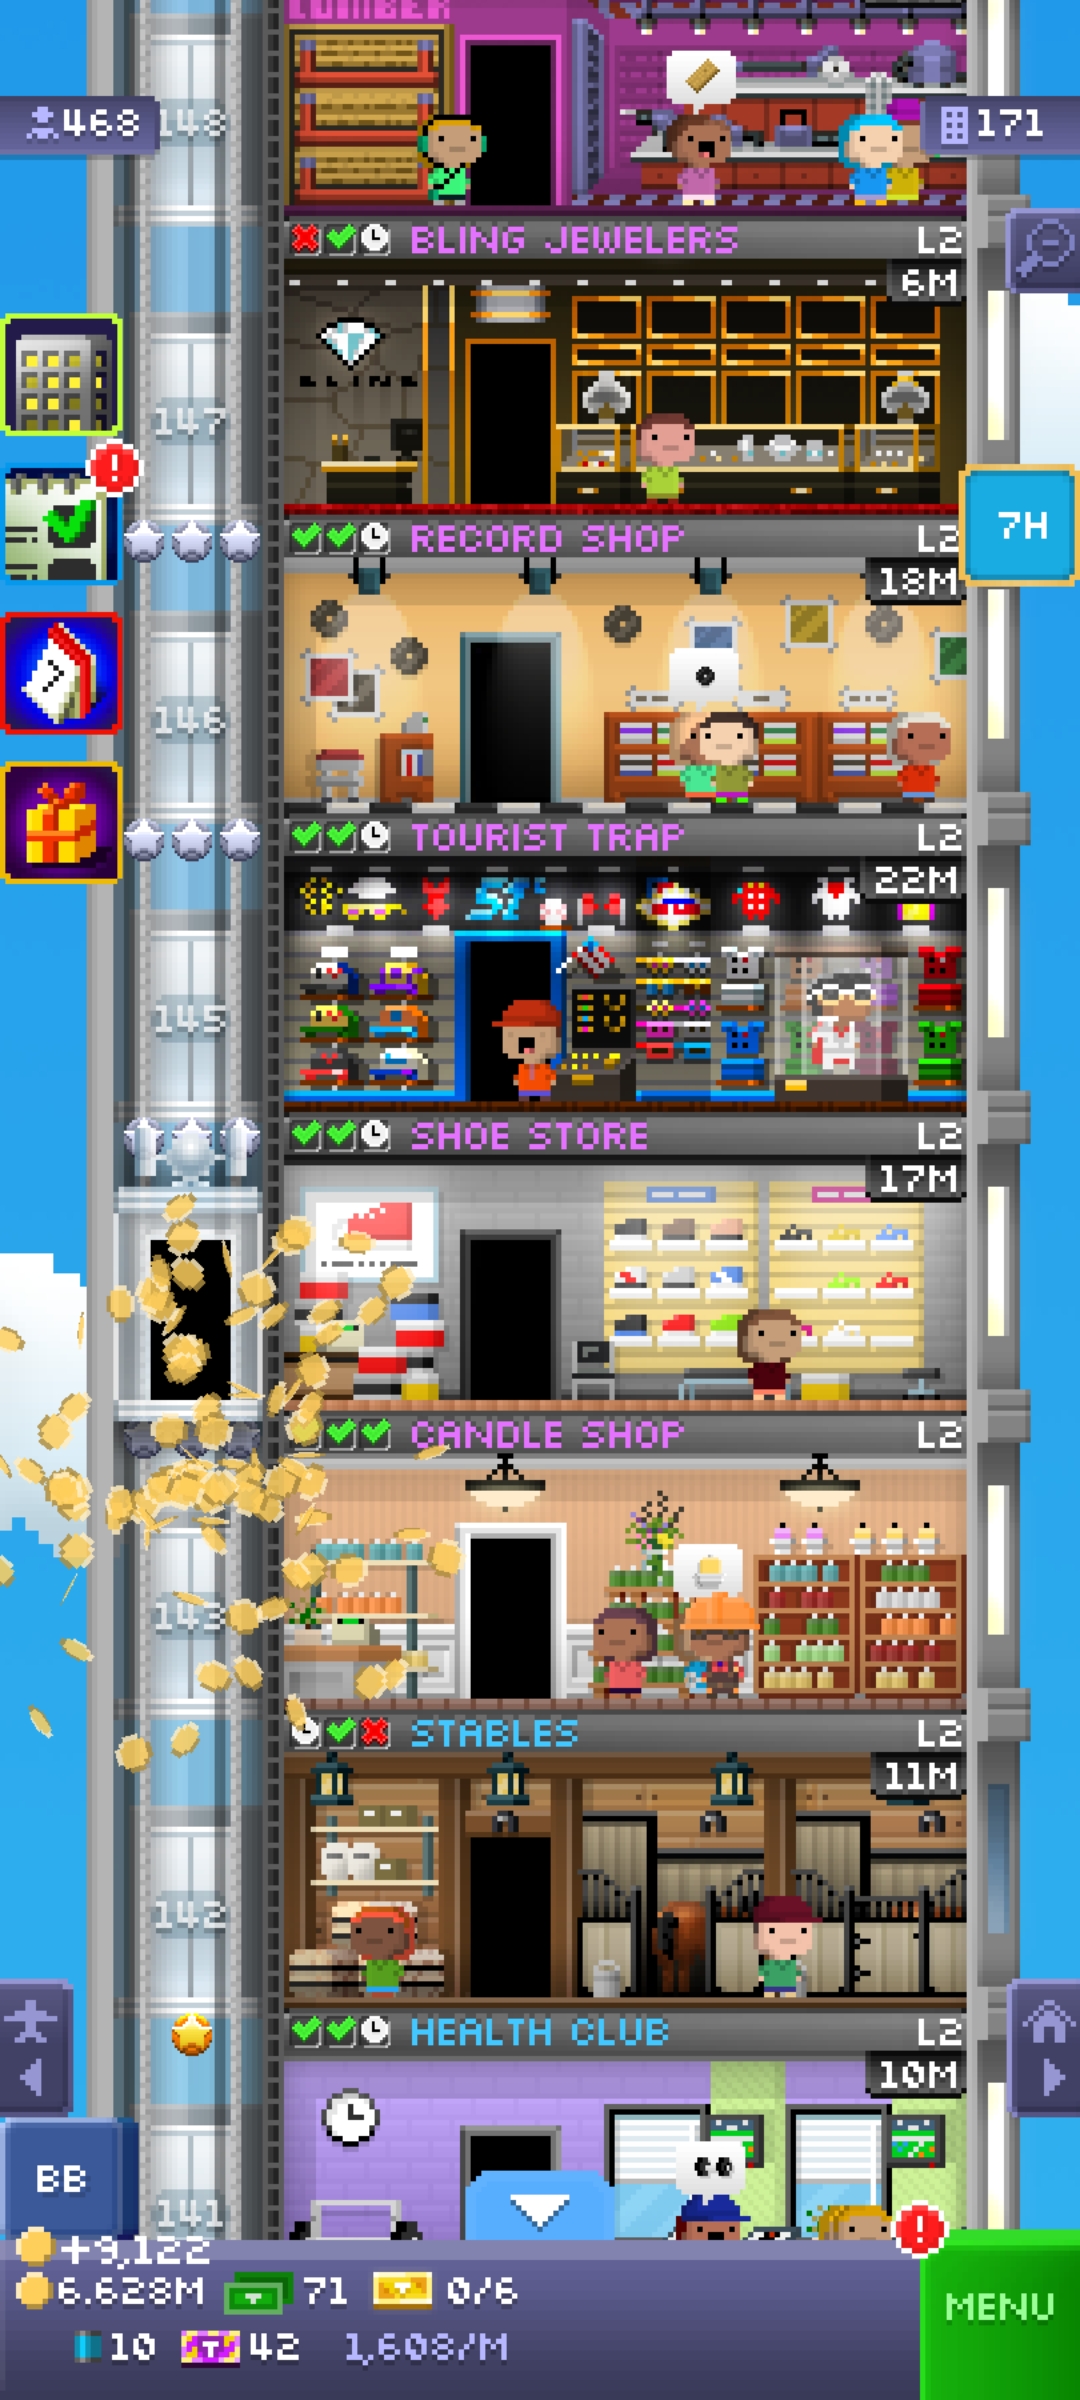 LUMBER
468
148
171
BLING JEWELERS L2
6M
BLING
147
RECORD SHOP L2
7H
18M
7
146
TOURIST TRAP L2
22M
145
SHOE STORE L2
17M
CANDLE SHOP L2
143
STABLES L2
11M
142
HEALTH CLUB L2
10M
BB
141
+9,122
6.628M 71 0/6
MENU
10 42 1,608/M